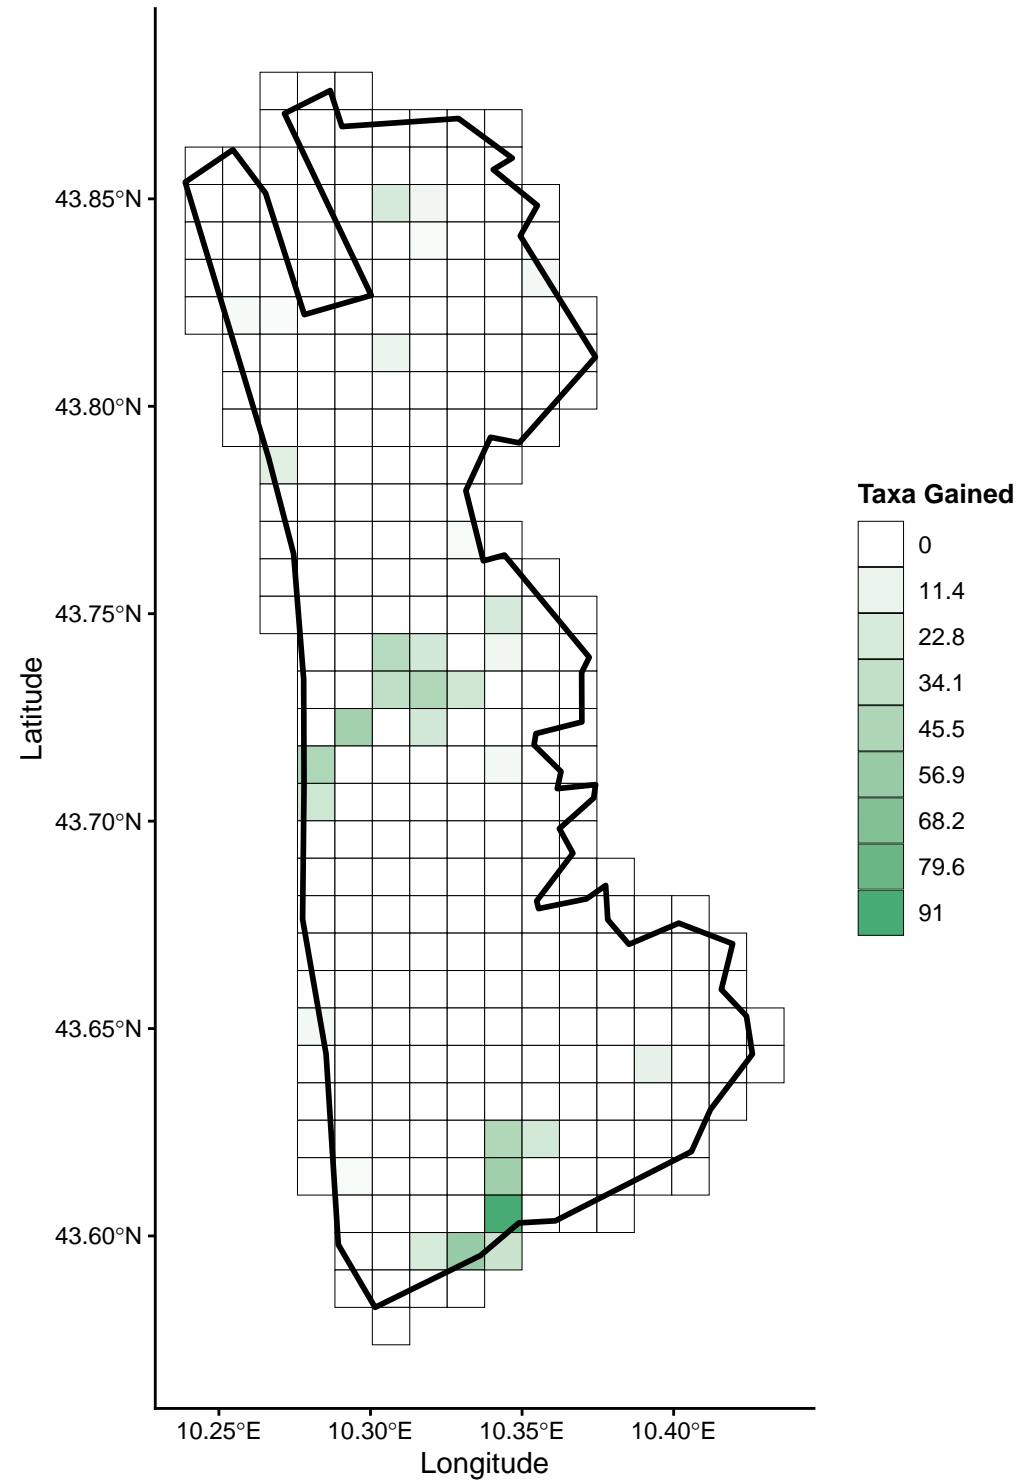 43.85°N
43.80°N
43.75°N
43.70°N
43.65°N
43.60°N
Latitude
10.25°E 10.30°E 10.35°E 10.40°E
Longitude
Taxa Gained
0
11.4
22.8
34.1
45.5
56.9
68.2
79.6
91